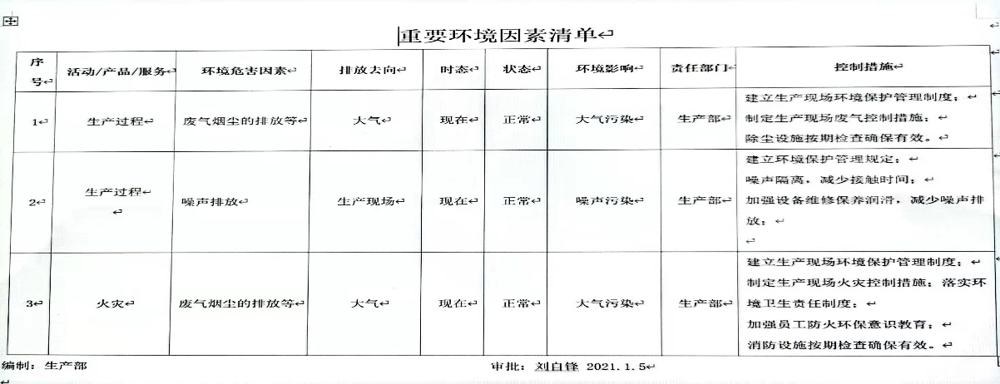 重要环境因素清单
序号 活动/产品/服务 环境危害因素 排放去向 时态 状态 环境影响 责任部门 控制措施
1 生产过程 废气烟尘的排放等 大气 现在 正常 大气污染 生产部 建立生产现场环境保护管理制度；
制定生产现场废气控制措施；
除尘设施按期检查确保有效。
2 生产过程 噪声排放 生产现场 现在 正常 噪声污染 生产部 建立环境保护管理规定；
噪声隔离，减少接触时间；
加强设备维修保养润滑，减少噪声排
放；
3 火灾 废气烟尘的排放等 大气 现在 正常 大气污染 生产部 建立生产现场环境保护管理制度；
制定生产现场火灾控制措施；落实环
境卫生责任制度；
加强员工防火环保意识教育；
消防设施按期检查确保有效。
编制：生产部 审批：刘自锋 2021.1.5